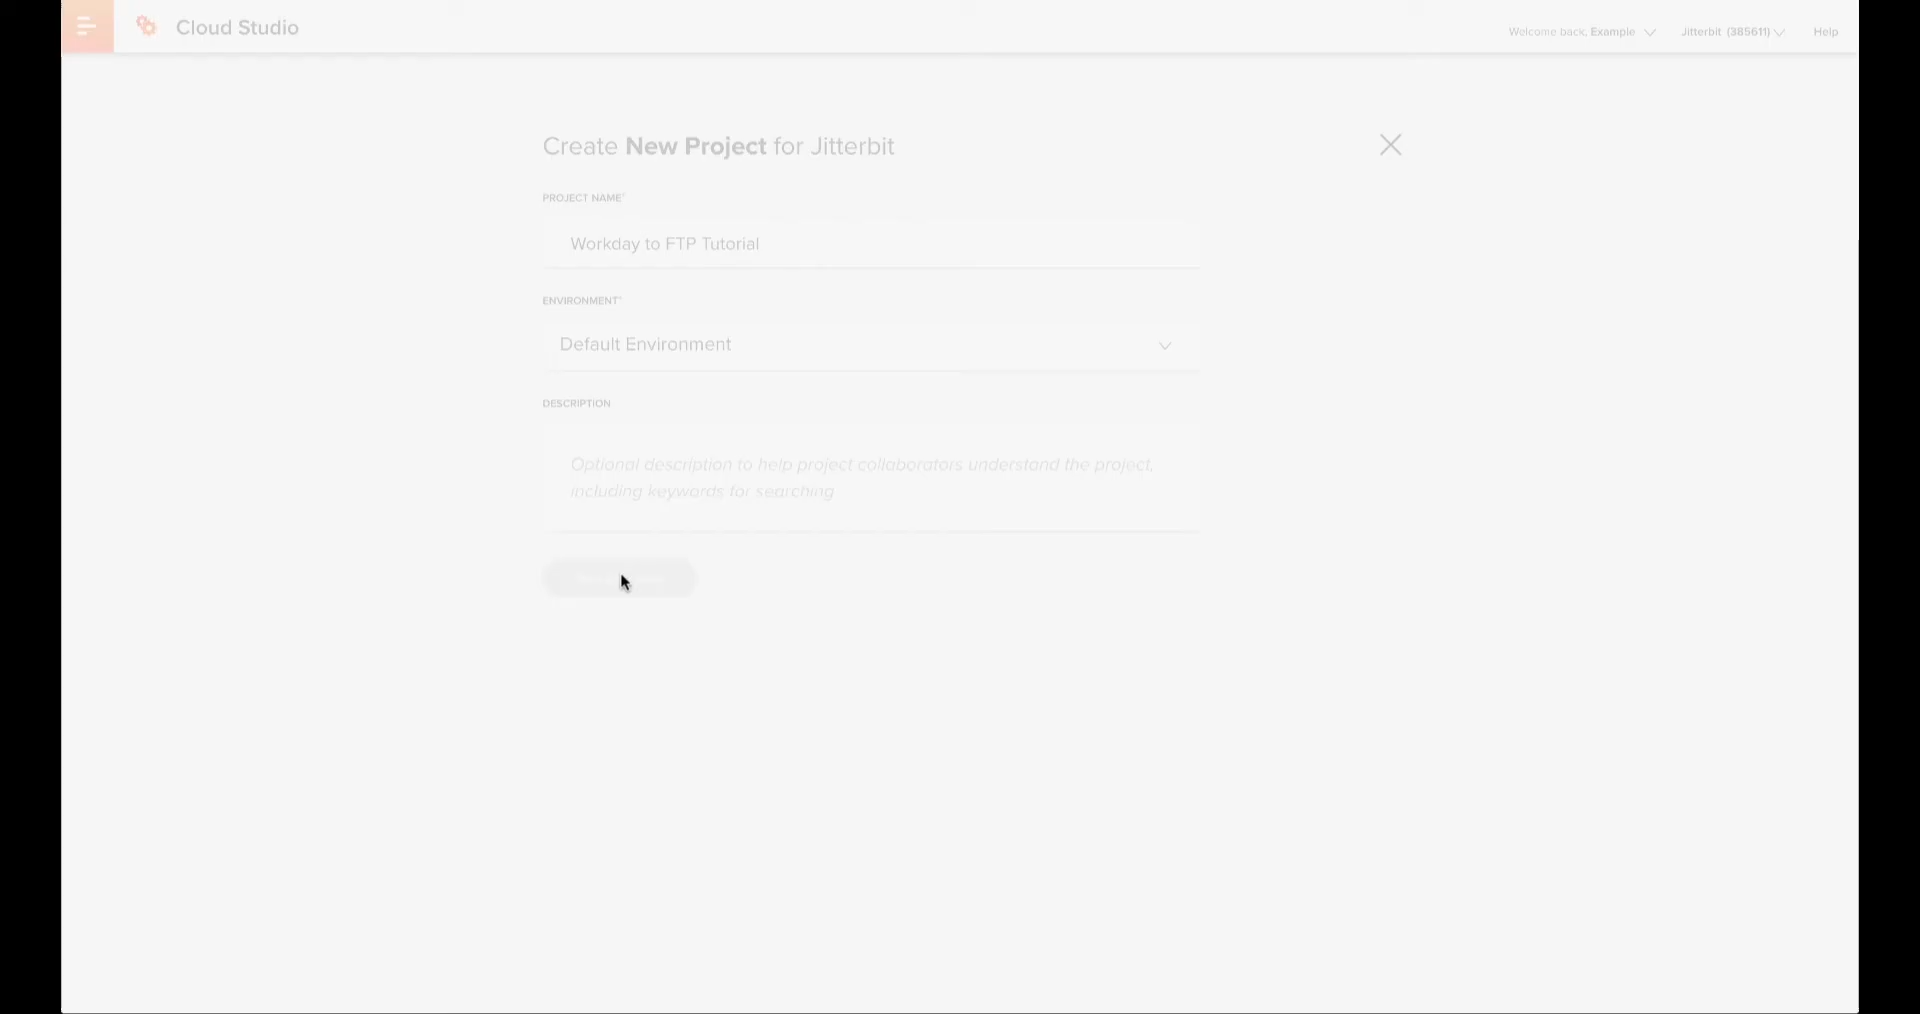 Cloud Studio
Welcome back, Example
Jitterbit (385611)
Help
Create New Project for Jitterbit
PROJECT NAME*
Workday to FTP Tutorial
ENVIRONMENT*
Default Environment
DESCRIPTION
Optional description to help project collaborators understand the project,
including keywords for searching